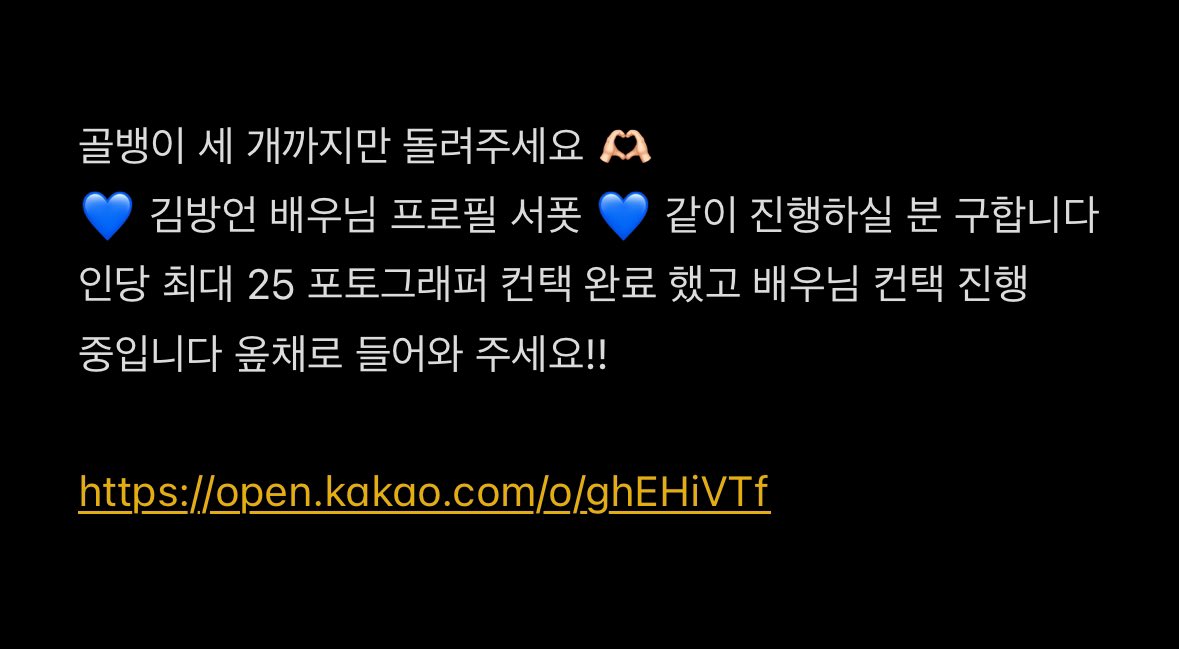 골뱅이 세 개까지만 돌려주세요 🫶🏻
💙 김방언 배우님 프로필 서폿 💙 같이 진행하실 분 구합니다
인당 최대 25 포토그래퍼 컨택 완료 했고 배우님 컨택 진행
중입니다 옾채로 들어와 주세요!!
https://open.kakao.com/o/ghEHiVTf